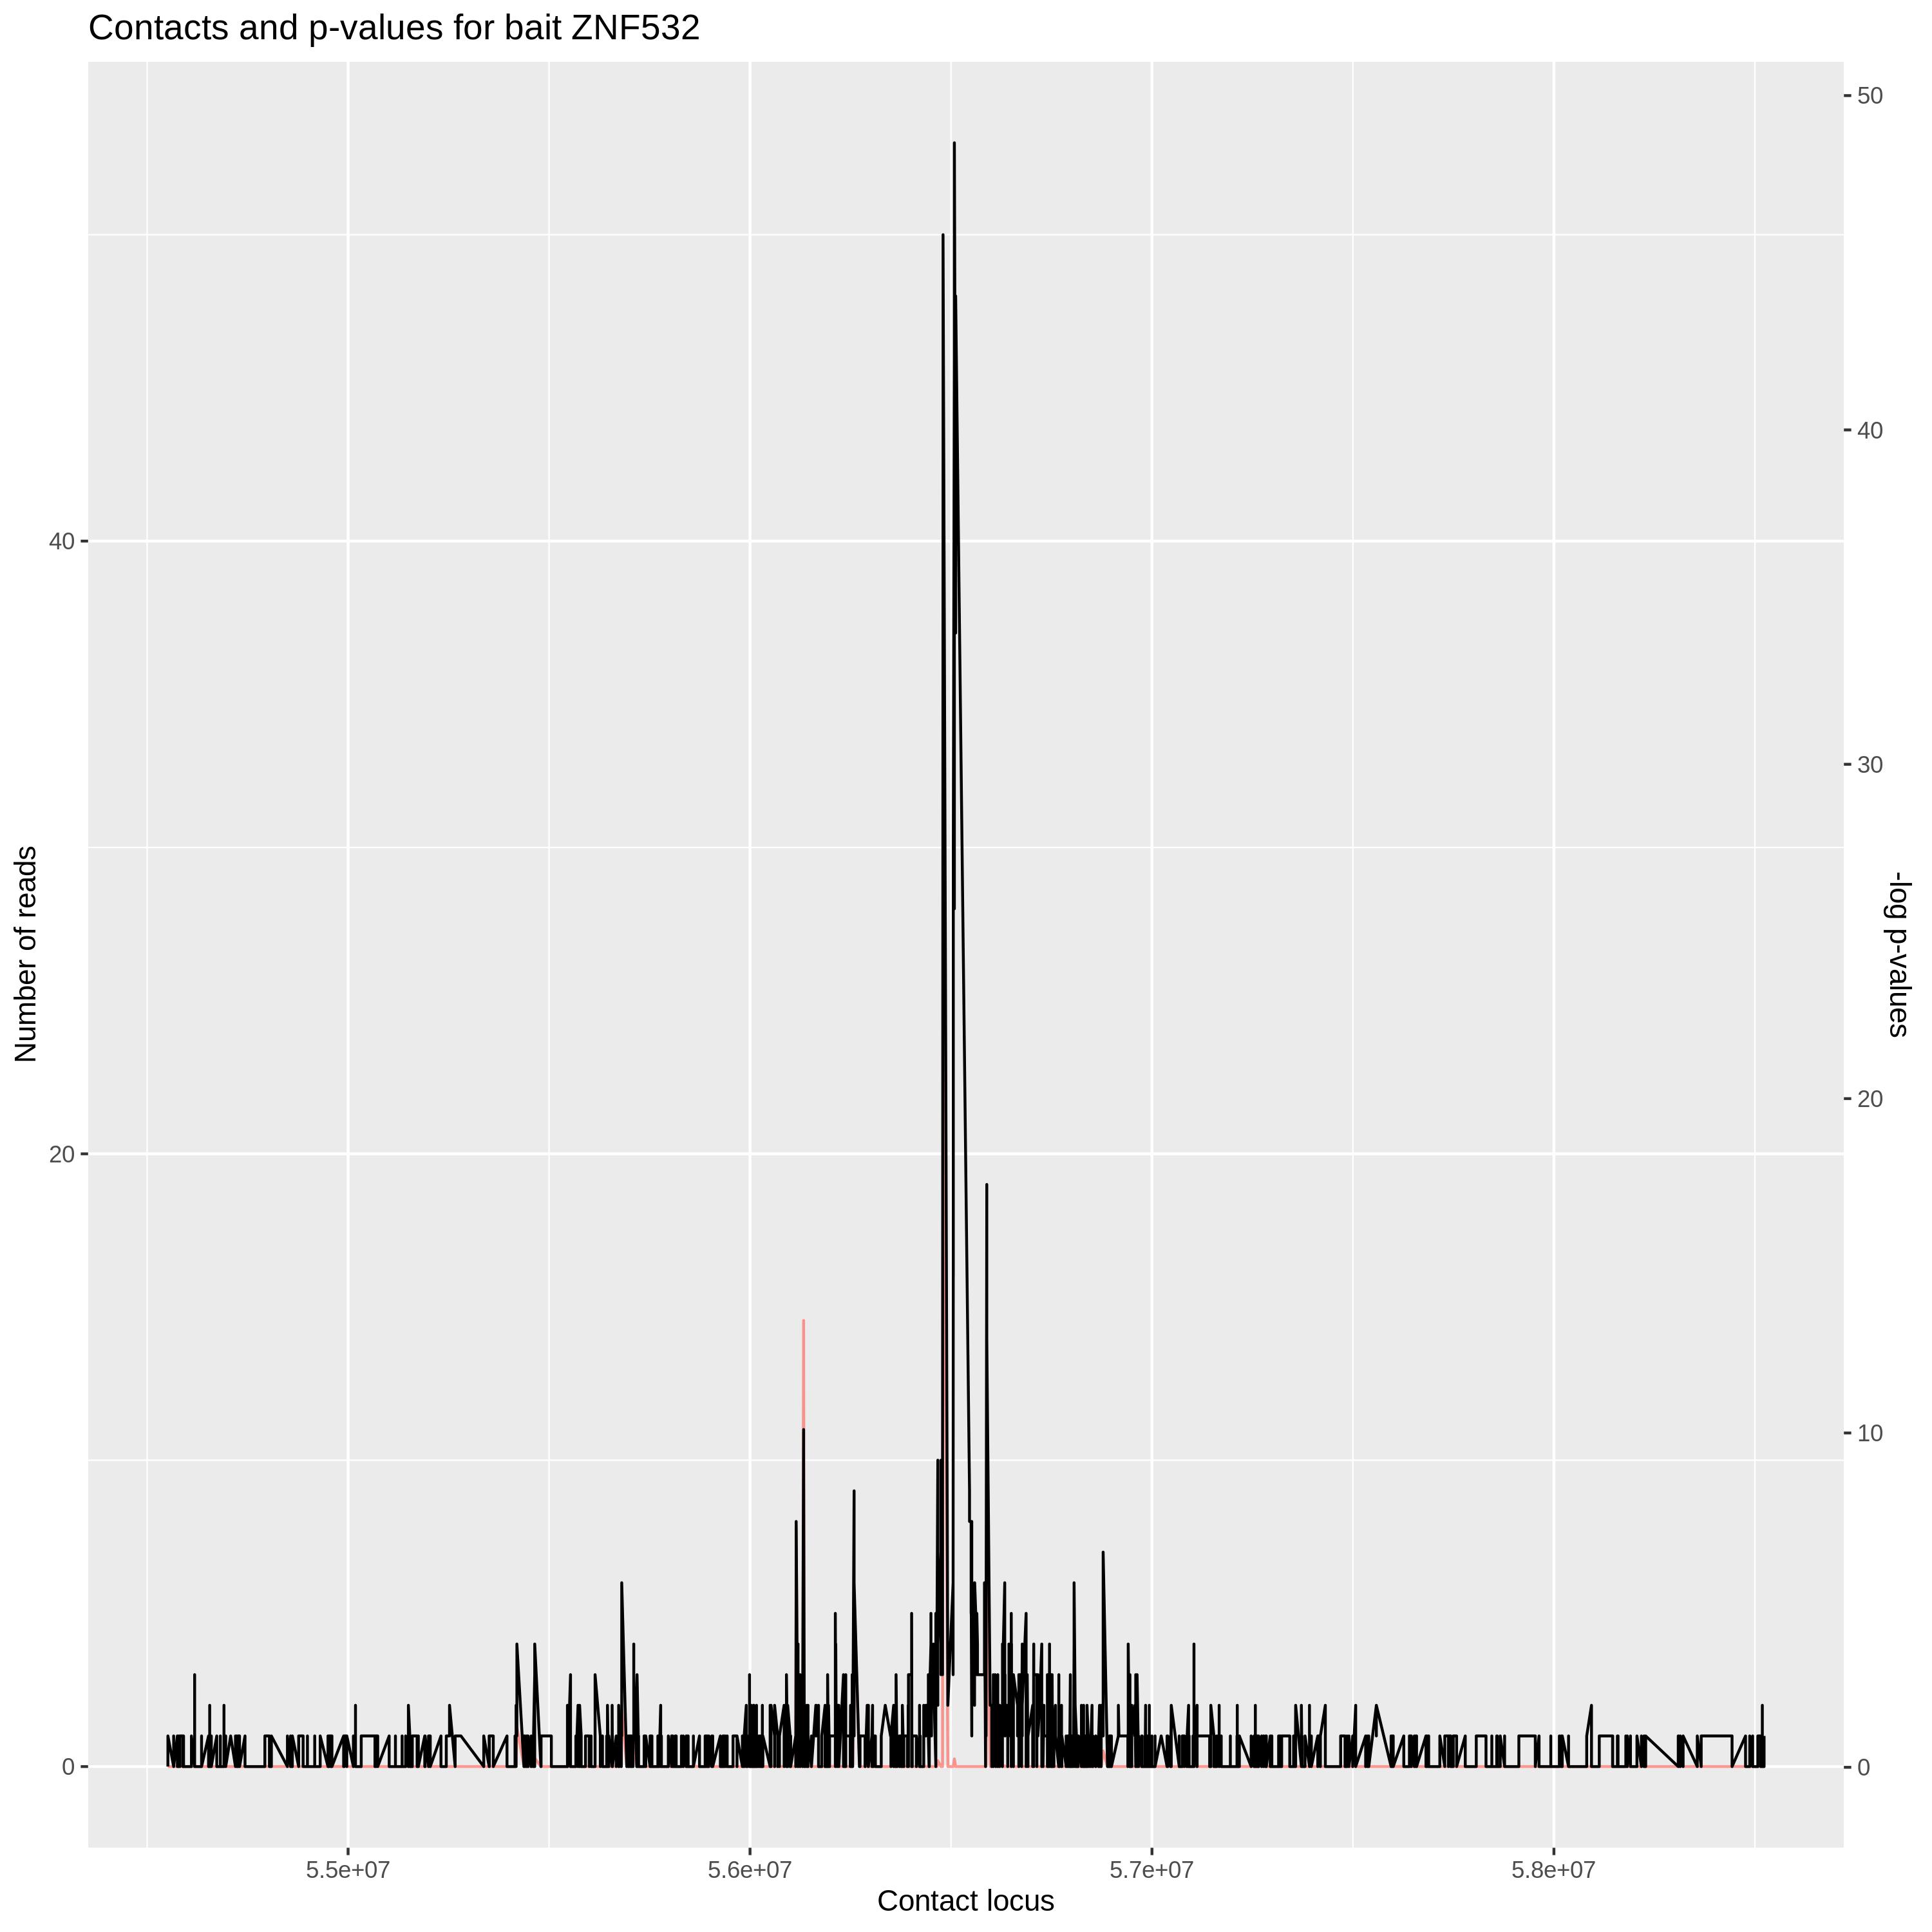 Contacts and p-values for bait ZNF532
50
40
30
20
10
0
-log p-values
40
20
0
Number of reads
5.5e+07
5.6e+07
5.7e+07
5.8e+07
Contact locus